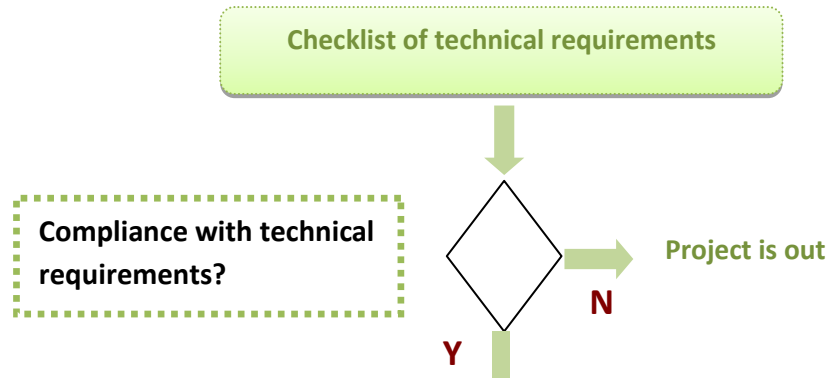 Checklist of technical requirements
Compliance with technical
requirements?
Project is out
N
Y